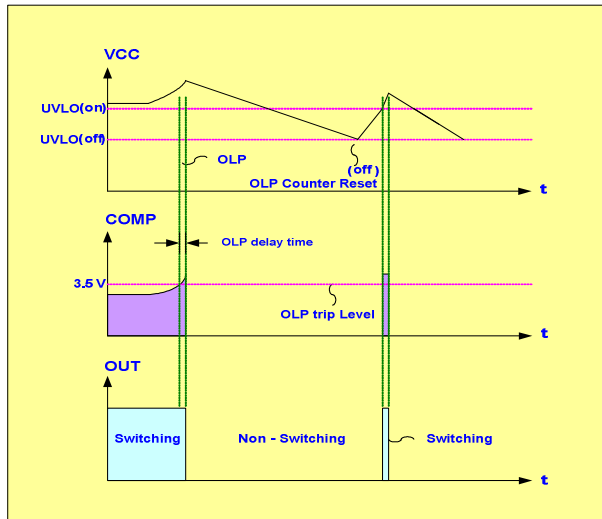 VCC
UVLO(on)
UVLO(off)
OLP
(off)
OLP Counter Reset
t
COMP
OLP delay time
3.5 V
OLP trip Level
t
OUT
Switching
Non - Switching
Switching
t